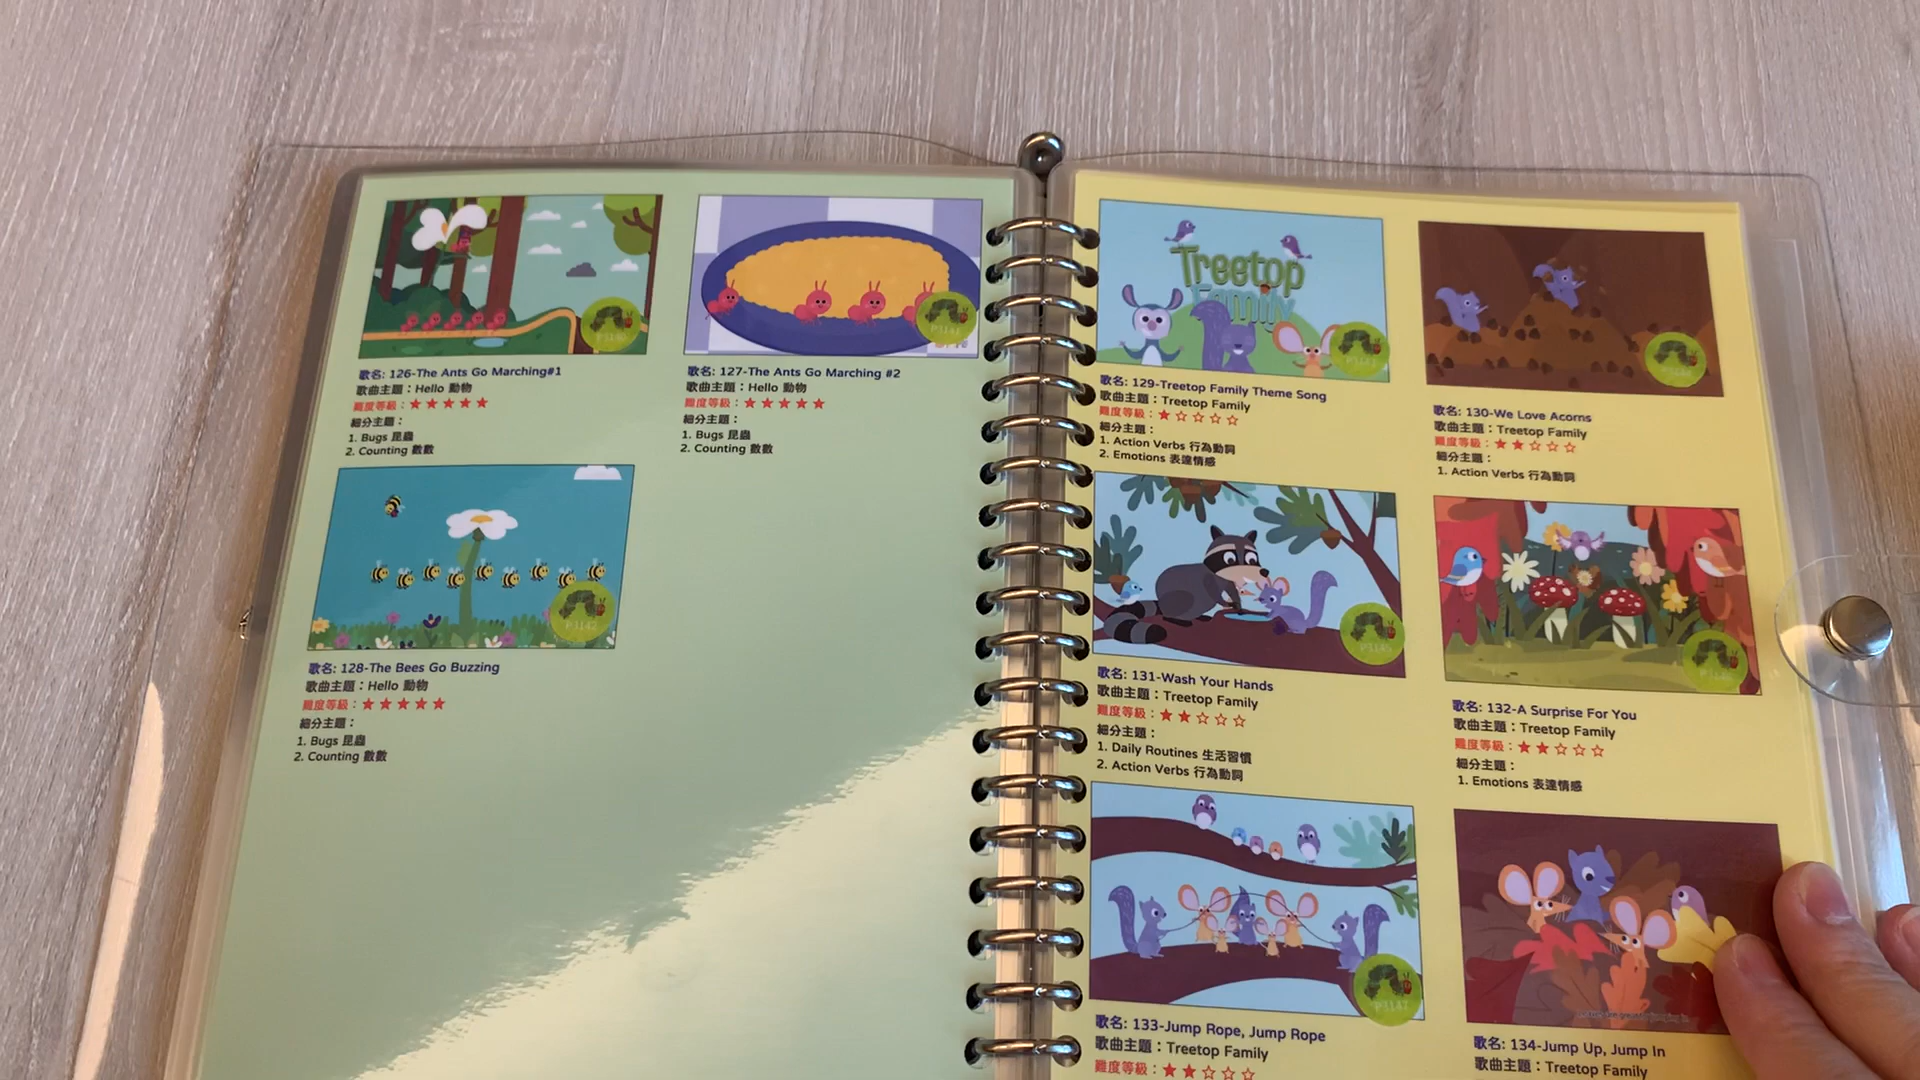 歌名: 126-The Ants Go Marching#1
歌曲主題：Hello 動物
難度等級：★★★★★
細分主題：
1. Bugs 昆蟲
2. Counting 數數
歌名: 127-The Ants Go Marching #2
歌曲主題：Hello 動物
難度等級：★★★★★
細分主題：
1. Bugs 昆蟲
2. Counting 數數
歌名: 128-The Bees Go Buzzing
歌曲主題：Hello 動物
難度等級：★★★★★
細分主題：
1. Bugs 昆蟲
2. Counting 數數
Treetop
Family
歌名: 129-Treetop Family Theme Song
歌曲主題：Treetop Family
難度等級：★☆☆☆☆
細分主題：
1. Action Verbs 行為動詞
2. Emotions 表達情感
歌名: 130-We Love Acorns
歌曲主題：Treetop Family
難度等級：★★☆☆☆
細分主題：
1. Action Verbs 行為動詞
P3145
歌名: 131-Wash Your Hands
歌曲主題：Treetop Family
難度等級：★★☆☆☆
細分主題：
1. Daily Routines 生活習慣
2. Action Verbs 行為動詞
歌名: 132-A Surprise For You
歌曲主題：Treetop Family
難度等級：★★☆☆☆
細分主題：
1. Emotions 表達情感
P3147
歌名: 133-Jump Rope, Jump Rope
歌曲主題：Treetop Family
難度等級：★★☆☆☆
歌名: 134-Jump Up, Jump In
歌曲主題：Treetop Family